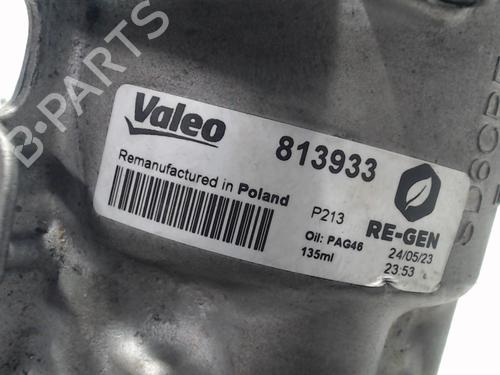 Valeo
813933
Remanufactured in Poland
P213
Oil: PAG46
135ml
RE-GEN
24/05/23
23:53
B-PARTS